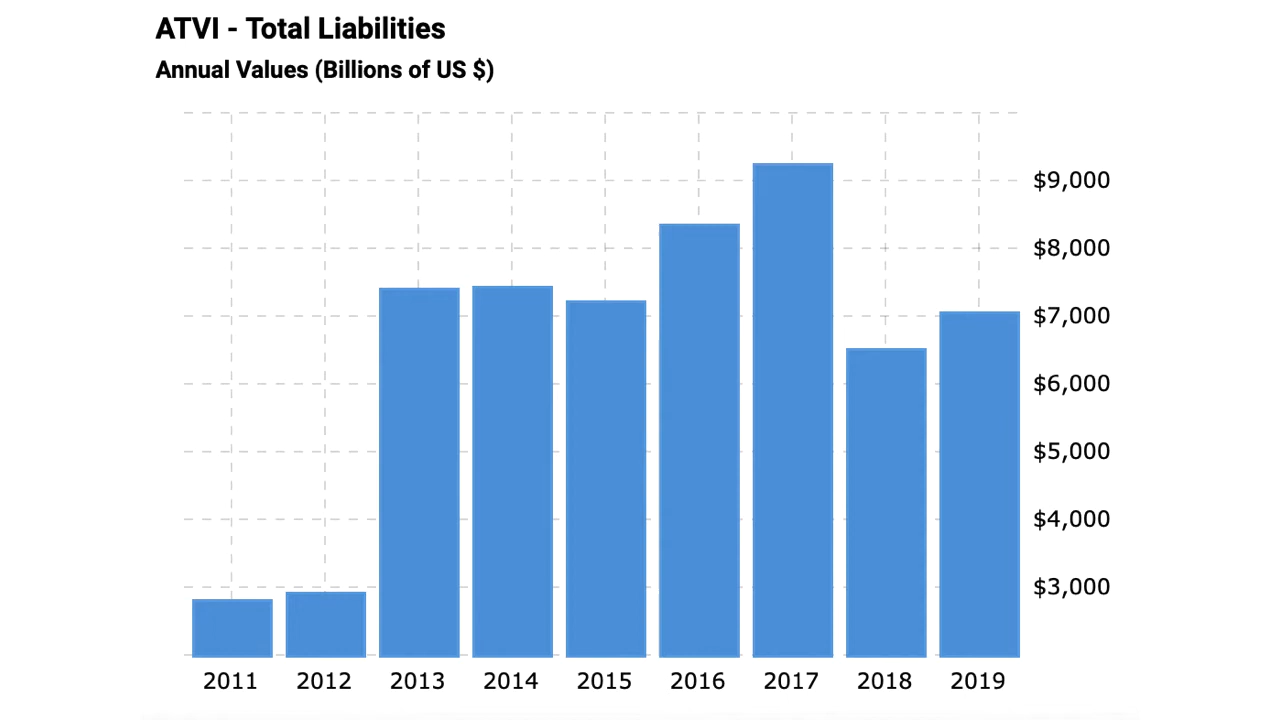 ATVI - Total Liabilities
Annual Values (Billions of US $)
$9,000
$8,000
$7,000
$6,000
$5,000
$4,000
$3,000
2011 2012 2013 2014 2015 2016 2017 2018 2019